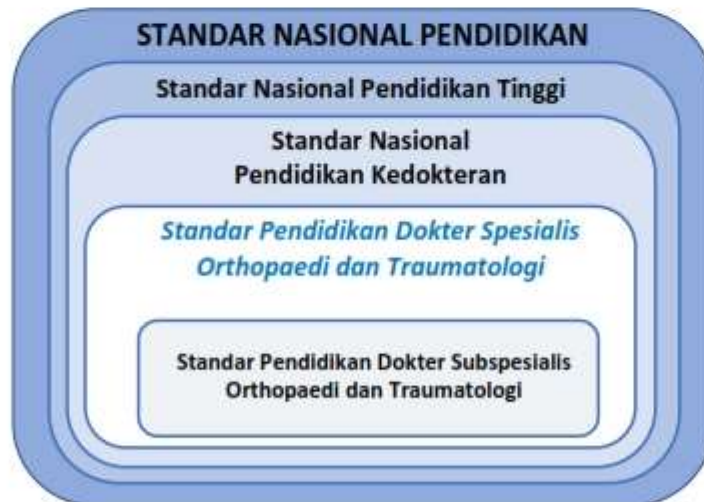 STANDAR NASIONAL PENDIDIKAN
Standar Nasional Pendidikan Tinggi
Standar Nasional
Pendidikan Kedokteran
Standar Pendidikan Dokter Spesialis
Orthopaedi dan Traumatologi
Standar Pendidikan Dokter Subspesialis
Orthopaedi dan Traumatologi